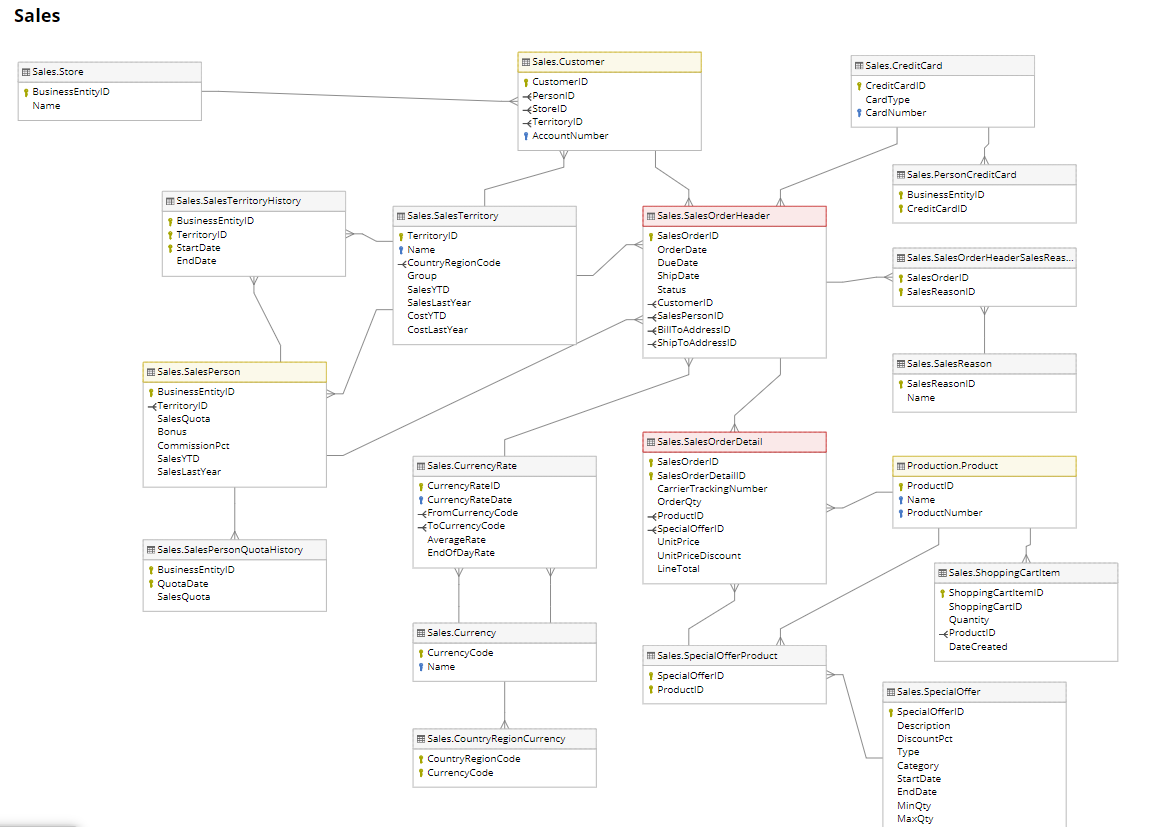 Sales
Sales.Store
BusinessEntityID
Name
Sales.Customer
CustomerID
PersonID
StoreID
TerritoryID
AccountNumber
Sales.CreditCard
CreditCardID
CardType
CardNumber
Sales.PersonCreditCard
BusinessEntityID
CreditCardID
Sales.SalesTerritoryHistory
BusinessEntityID
TerritoryID
StartDate
EndDate
Sales.SalesTerritory
TerritoryID
Name
CountryRegionCode
Group
SalesYTD
SalesLastYear
CostYTD
CostLastYear
Sales.SalesOrderHeader
SalesOrderID
OrderDate
DueDate
ShipDate
Status
CustomerID
SalesPersonID
BillToAddressID
ShipToAddressID
Sales.SalesOrderHeaderSalesReas...
SalesOrderID
SalesReasonID
Sales.SalesReason
SalesReasonID
Name
Sales.SalesPerson
BusinessEntityID
TerritoryID
SalesQuota
Bonus
CommissionPct
SalesYTD
SalesLastYear
Sales.SalesPersonQuotaHistory
BusinessEntityID
QuotaDate
SalesQuota
Sales.CurrencyRate
CurrencyRateID
CurrencyRateDate
FromCurrencyCode
ToCurrencyCode
AverageRate
EndOfDayRate
Sales.SalesOrderDetail
SalesOrderID
SalesOrderDetailID
CarrierTrackingNumber
OrderQty
ProductID
SpecialOfferID
UnitPrice
UnitPriceDiscount
LineTotal
Production.Product
ProductID
Name
ProductNumber
Sales.ShoppingCartItem
ShoppingCartItemID
ShoppingCartID
Quantity
ProductID
DateCreated
Sales.Currency
CurrencyCode
Name
Sales.SpecialOfferProduct
SpecialOfferID
ProductID
Sales.CountryRegionCurrency
CountryRegionCode
CurrencyCode
Sales.SpecialOffer
SpecialOfferID
Description
DiscountPct
Type
Category
StartDate
EndDate
MinQty
MaxQty